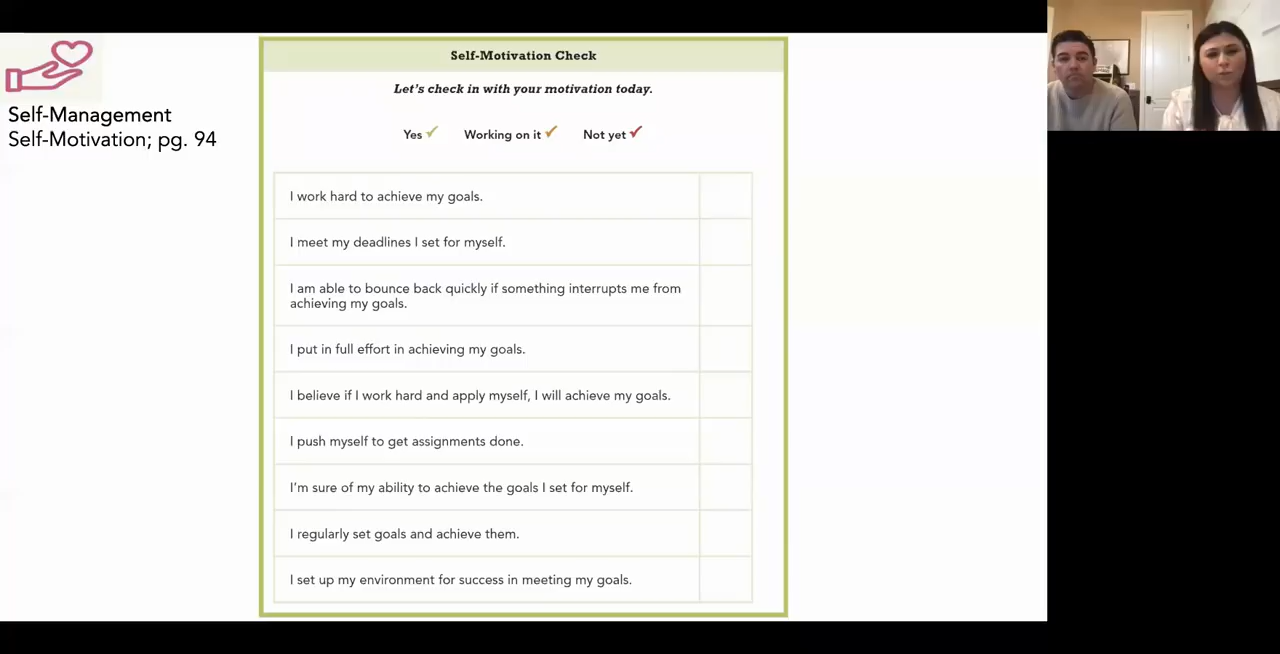 Self-Management
Self-Motivation; pg. 94
Self-Motivation Check
Let's check in with your motivation today.
Yes ✓ Working on it ✓ Not yet ✓
I work hard to achieve my goals.
I meet my deadlines I set for myself.
I am able to bounce back quickly if something interrupts me from
achieving my goals.
I put in full effort in achieving my goals.
I believe if I work hard and apply myself, I will achieve my goals.
I push myself to get assignments done.
I'm sure of my ability to achieve the goals I set for myself.
I regularly set goals and achieve them.
I set up my environment for success in meeting my goals.